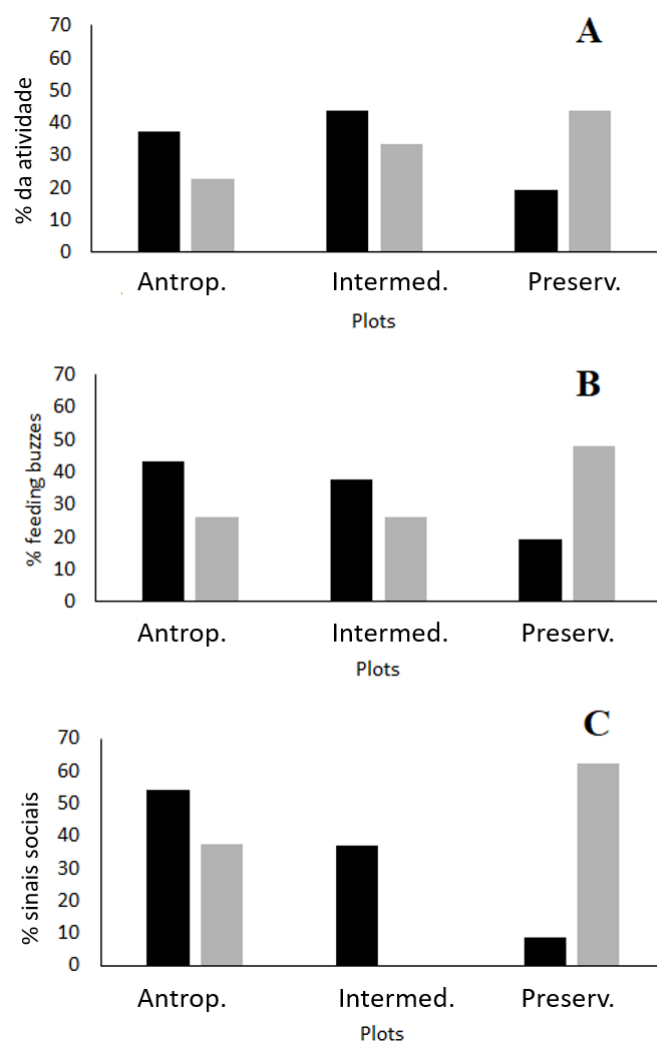 A
% da atividade
70
60
50
40
30
20
10
0
Antrop. Intermed. Preserv.
Plots
B
% feeding buzzes
70
60
50
40
30
20
10
0
Antrop. Intermed. Preserv.
Plots
C
% sinais sociais
70
60
50
40
30
20
10
0
Antrop. Intermed. Preserv.
Plots